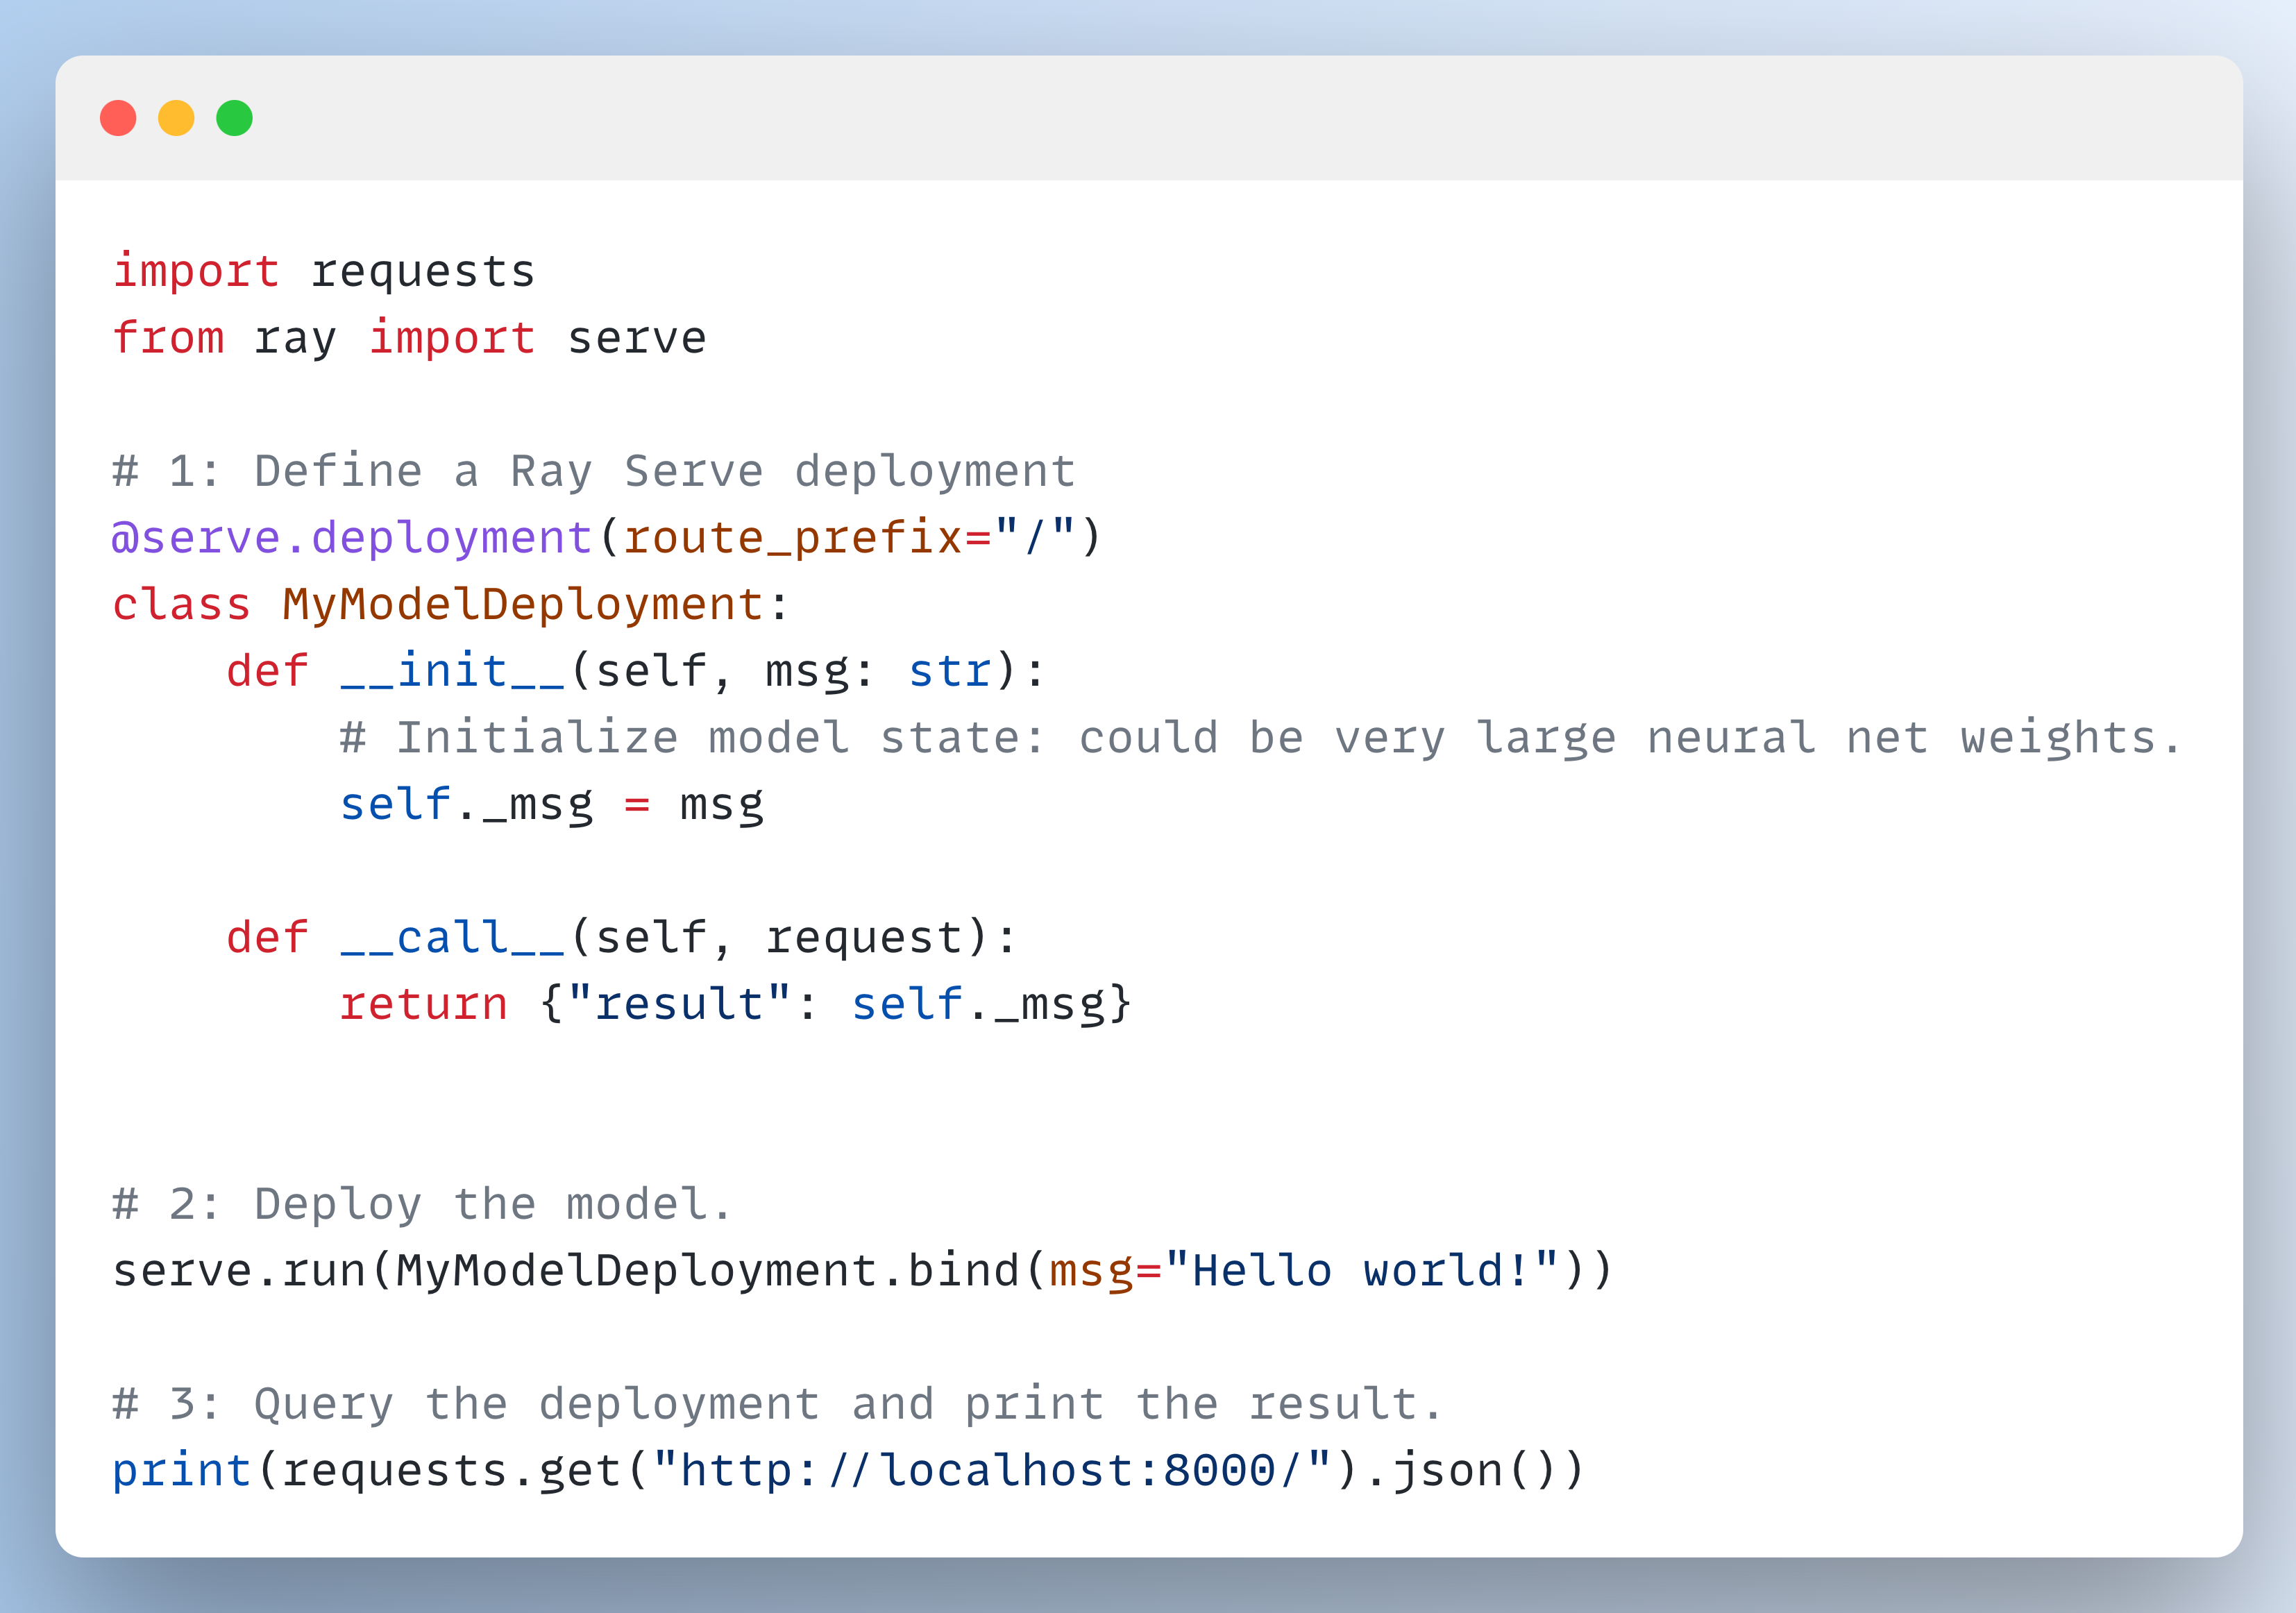 import requests
from ray import serve

# 1: Define a Ray Serve deployment
@serve.deployment(route_prefix="/")
class MyModelDeployment:
    def __init__(self, msg: str):
        # Initialize model state: could be very large neural net weights.
        self._msg = msg

    def __call__(self, request):
        return {"result": self._msg}


# 2: Deploy the model.
serve.run(MyModelDeployment.bind(msg="Hello world!"))

# 3: Query the deployment and print the result.
print(requests.get("http://localhost:8000/").json())